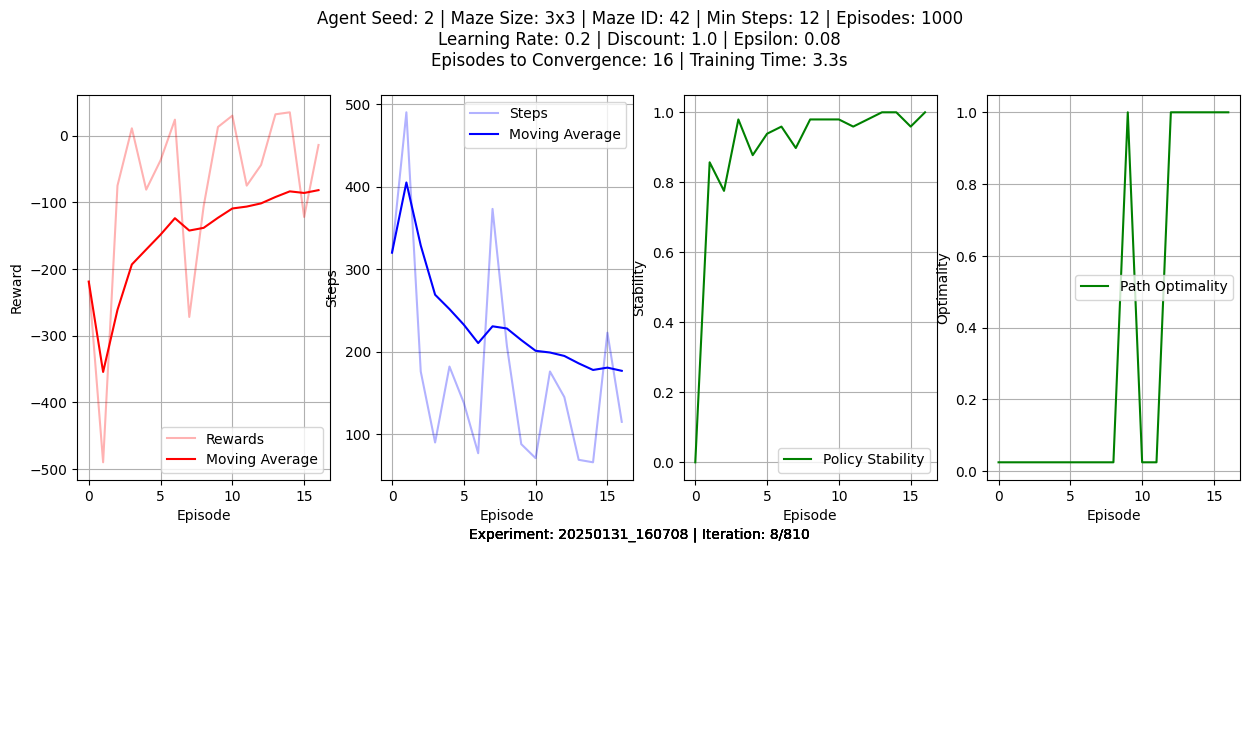 Agent Seed: 2 | Maze Size: 3x3 | Maze ID: 42 | Min Steps: 12 | Episodes: 1000
Learning Rate: 0.2 | Discount: 1.0 | Epsilon: 0.08
Episodes to Convergence: 16 | Training Time: 3.3s
Reward
0
−100
−200
−300
−400
−500
Rewards
Moving Average
0 5 10 15
Episode
Steps
500
400
300
200
100
Steps
Moving Average
0 5 10 15
Episode
Stability
1.0
0.8
0.6
0.4
0.2
0.0
Policy Stability
0 5 10 15
Episode
Optimality
1.0
0.8
0.6
0.4
0.2
0.0
Path Optimality
0 5 10 15
Episode
Experiment: 20250131_160708 | Iteration: 8/810